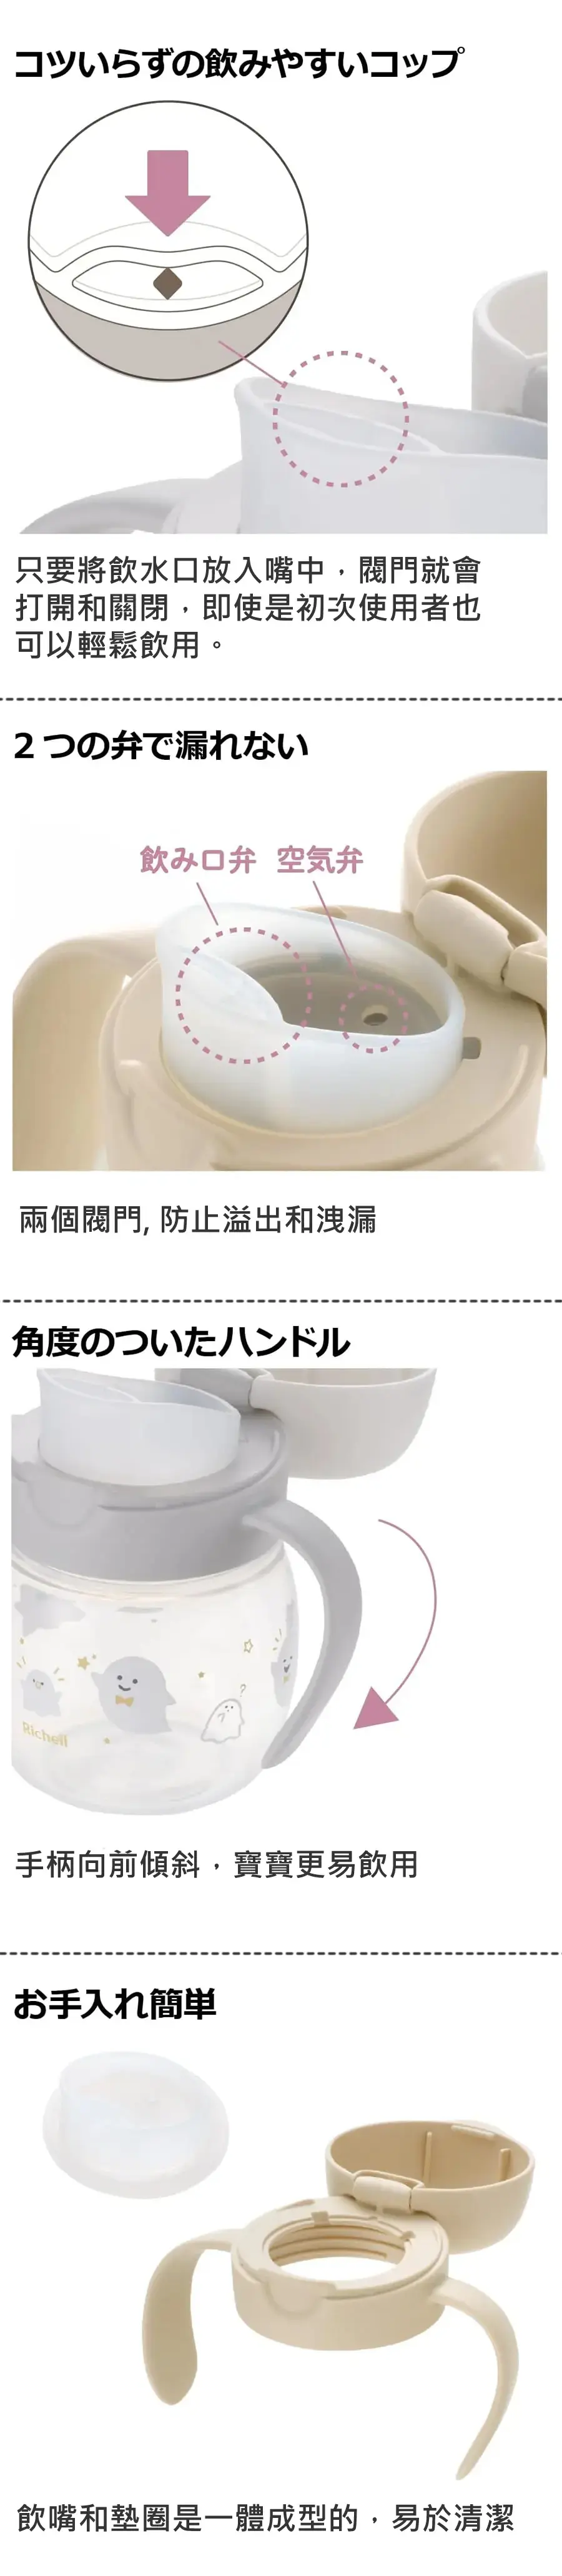 コツいらずの飲みやすいコップ
只要將飲水口放入嘴中，閥門就會
打開和關閉，即使是初次使用者也
可以輕鬆飲用。
2つの弁で漏れない
飲み口弁 空気弁
兩個閥門, 防止溢出和洩漏
角度のついたハンドル
?
Richell
手柄向前傾斜，寶寶更易飲用
お手入れ簡単
飲嘴和墊圈是一體成型的，易於清潔